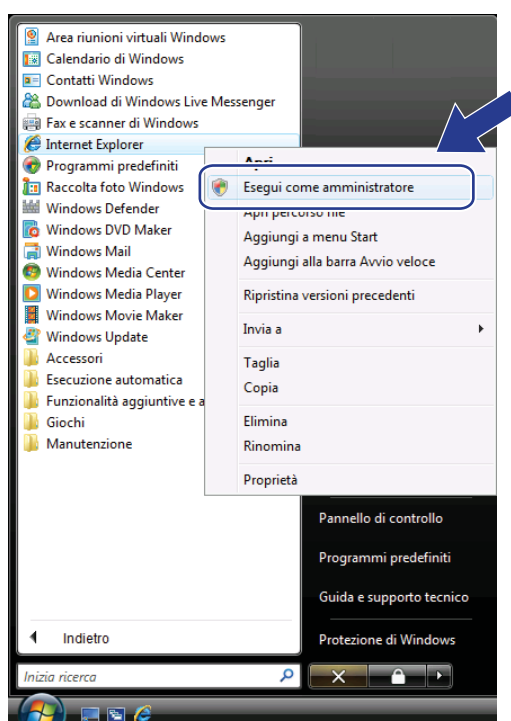 Area riunioni virtuali Windows
Calendario di Windows
Contatti Windows
Download di Windows Live Messenger
Fax e scanner di Windows
Internet Explorer
Programmi predefiniti
Raccolta foto Windows
Windows Defender
Windows DVD Maker
Windows Mail
Windows Media Center
Windows Media Player
Windows Movie Maker
Windows Update
Accessori
Esecuzione automatica
Funzionalità aggiuntive e a
Giochi
Manutenzione
Indietro
Inizia ricerca
Apri
Esegui come amministratore
Apri percorso file
Aggiungi a menu Start
Aggiungi alla barra Avvio veloce
Ripristina versioni precedenti
Invia a
Taglia
Copia
Elimina
Rinomina
Proprietà
Pannello di controllo
Programmi predefiniti
Guida e supporto tecnico
Protezione di Windows